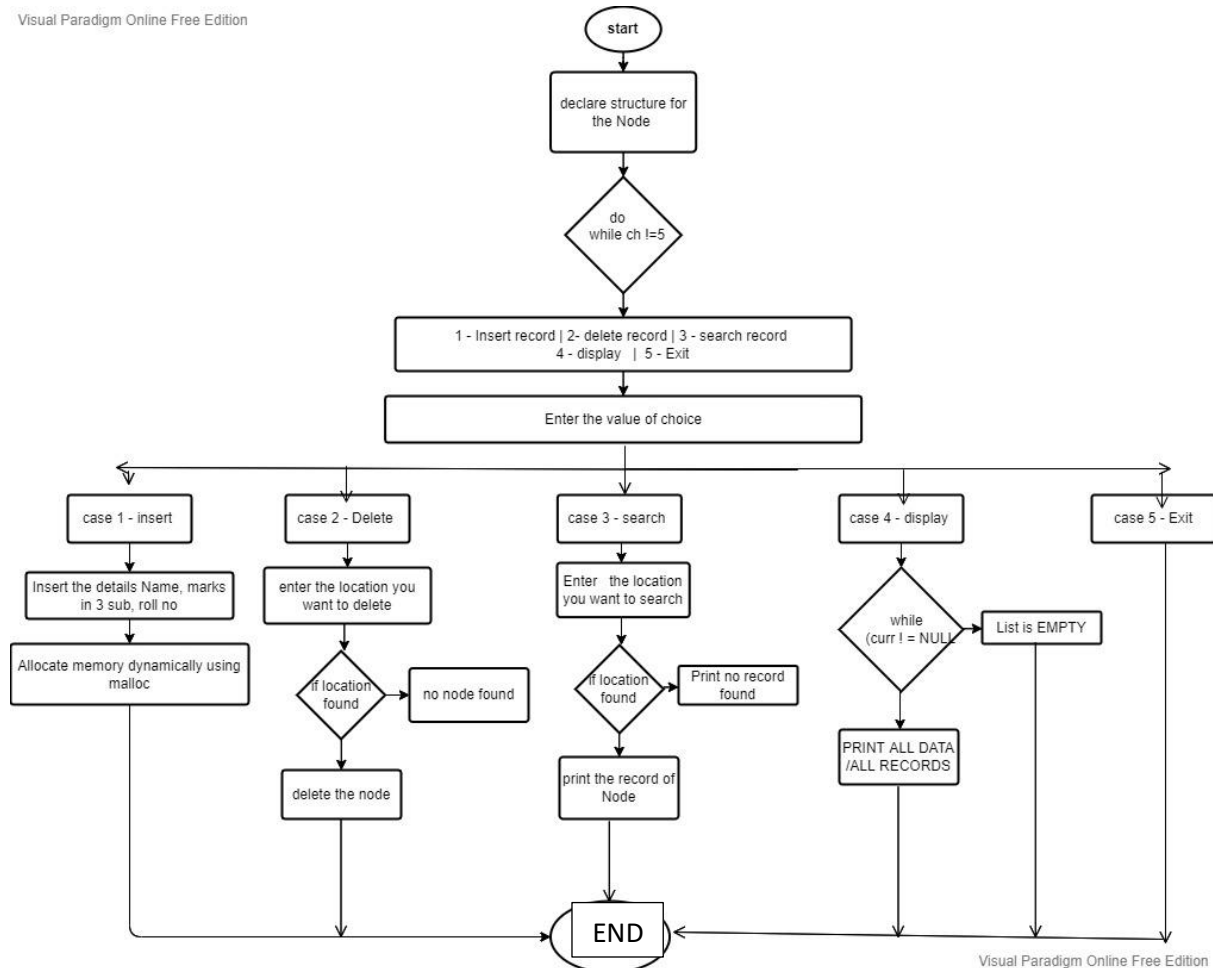 Visual Paradigm Online Free Edition
start
declare structure for
the Node
do
while ch !=5
1 - Insert record | 2- delete record | 3 - search record
4 - display | 5 - Exit
Enter the value of choice
case 1 - insert
case 2 - Delete
case 3 - search
case 4 - display
case 5 - Exit
Insert the details Name, marks
in 3 sub, roll no
enter the location you
want to delete
Enter the location
you want to search
while
(curr ! = NULL
List is EMPTY
Allocate memory dynamically using
malloc
if location
found
no node found
if location
found
Print no record
found
PRINT ALL DATA
/ALL RECORDS
delete the node
print the record of
Node
END
Visual Paradigm Online Free Edition